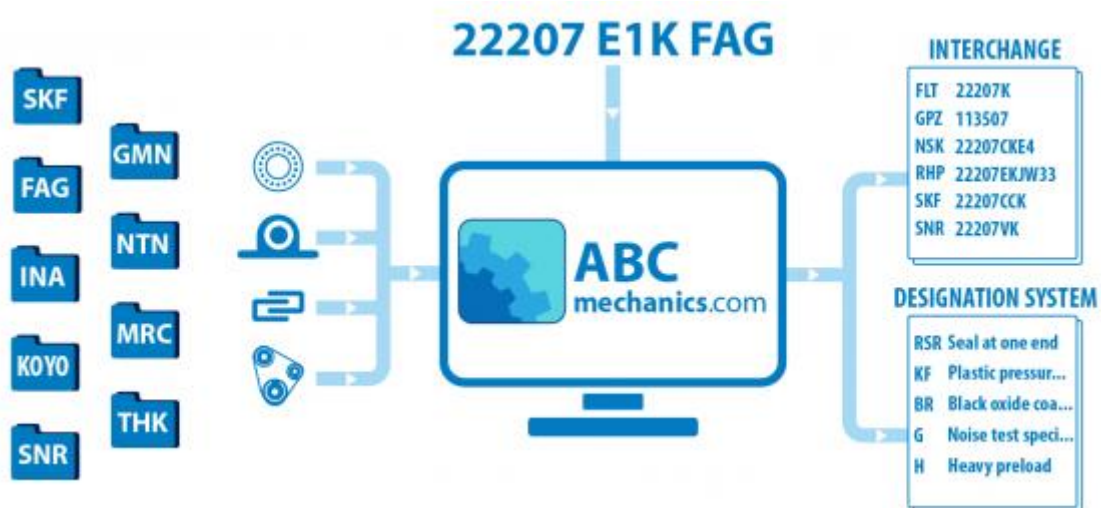 22207 E1K FAG
SKF
FAG
INA
KOYO
SNR
GMN
NTN
MRC
THK
ABC
mechanics.com
INTERCHANGE
FLT 22207K
GPZ 113507
NSK 22207CKE4
RHP 22207EKJW33
SKF 22207CCK
SNR 22207VK
DESIGNATION SYSTEM
RSR Seal at one end
KF Plastic pressur...
BR Black oxide coa...
G Noise test speci...
H Heavy preload